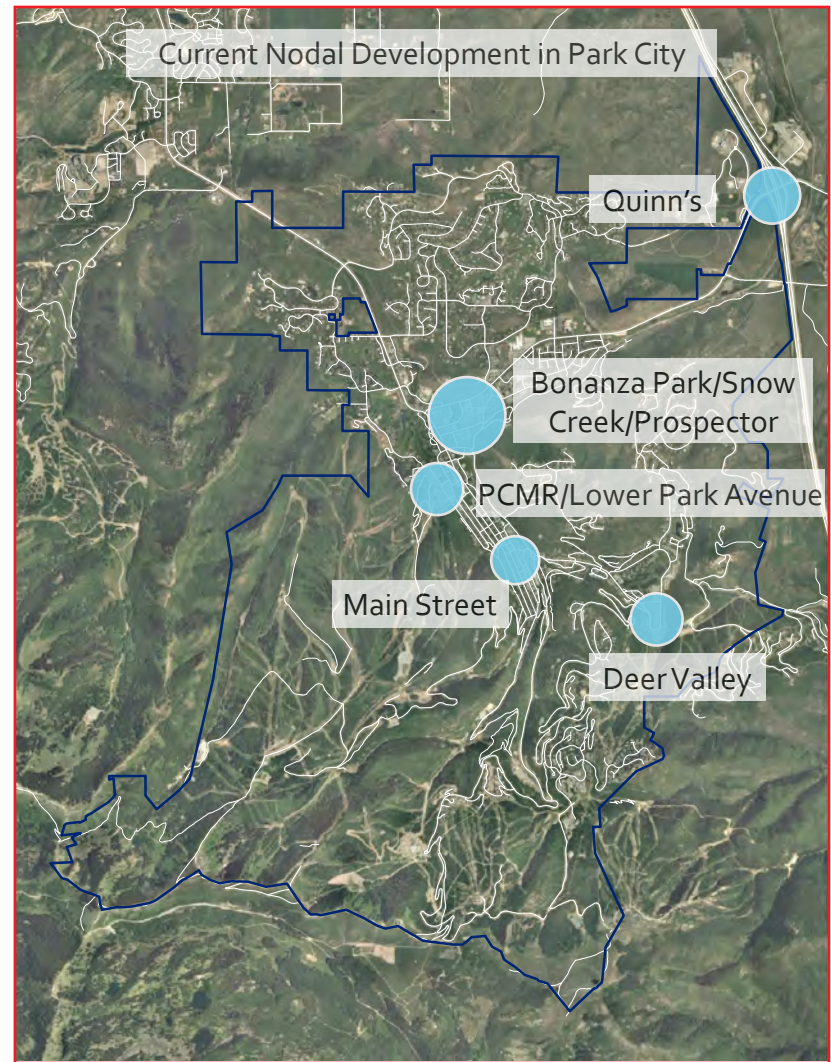 Current Nodal Development in Park City
Quinn's
Bonanza Park/Snow
Creek/Prospector
PCMR/Lower Park Avenue
Main Street
Deer Valley